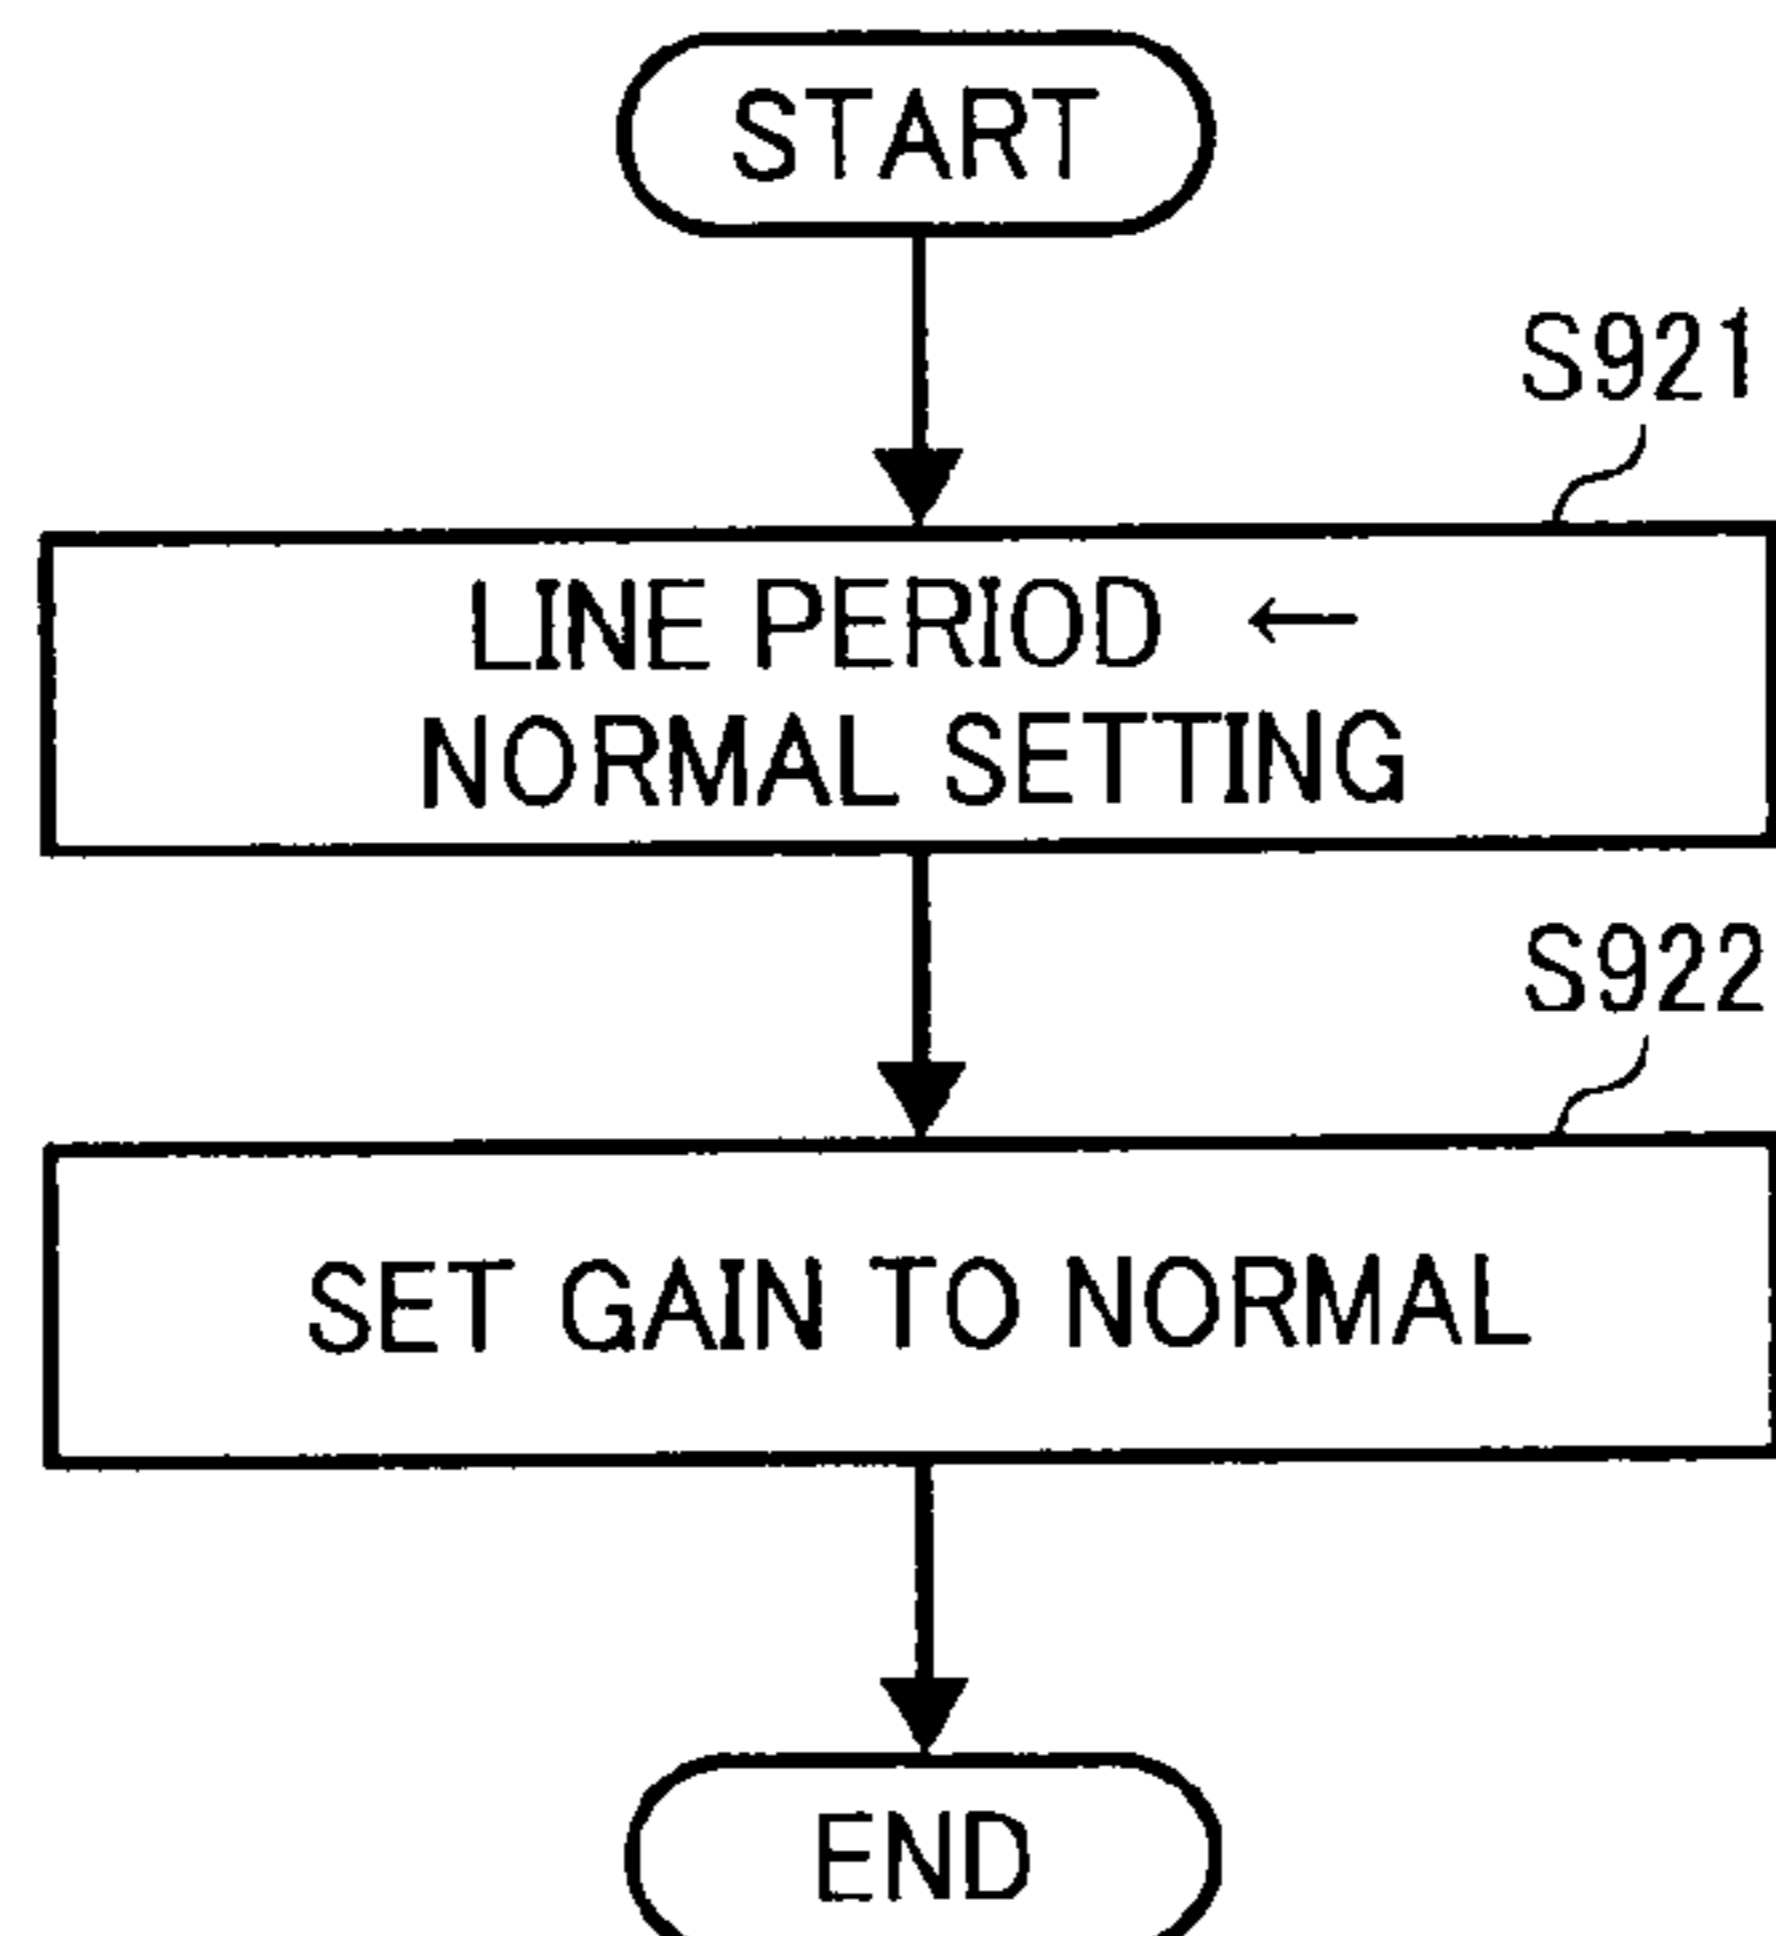 START
S921
LINE PERIOD ←
NORMAL SETTING
S922
SET GAIN TO NORMAL
END